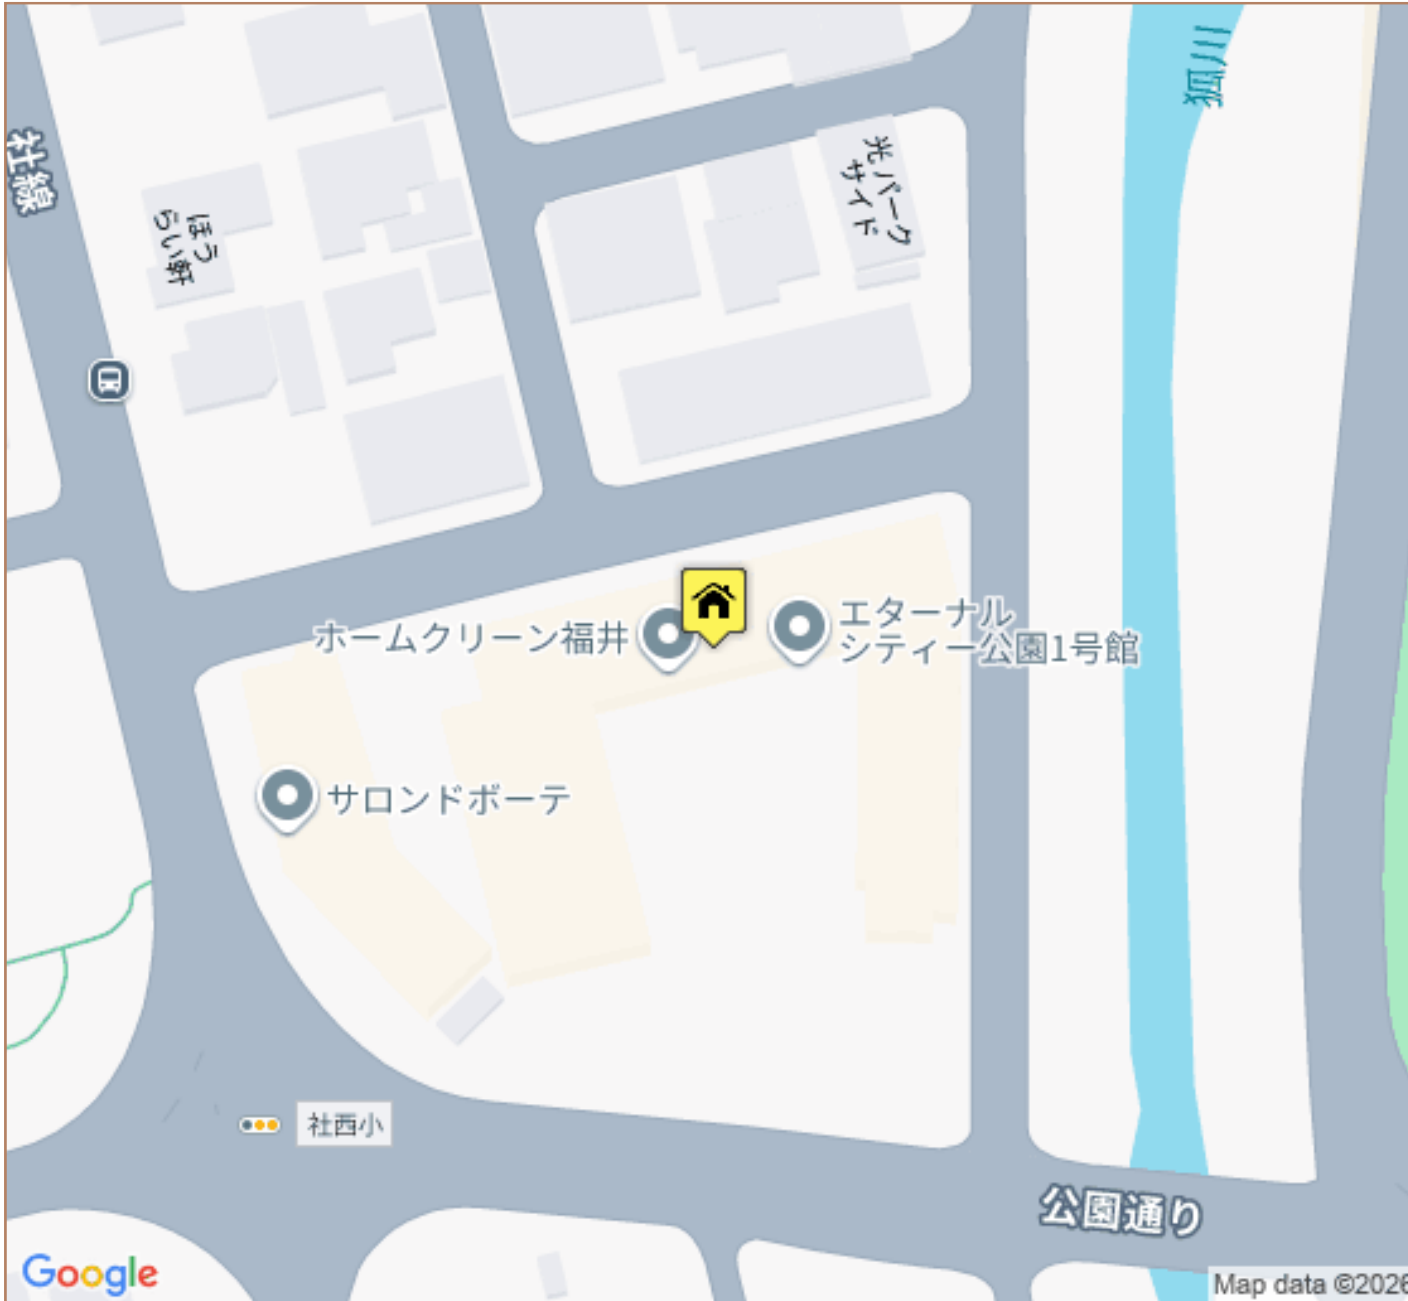 狐川
社線
光パーク
サイド
ほう
らい軒
ホームクリーン福井
エターナル
シティー公園1号館
サロンドボーテ
社西小
公園通り
Google
Map data ©2026